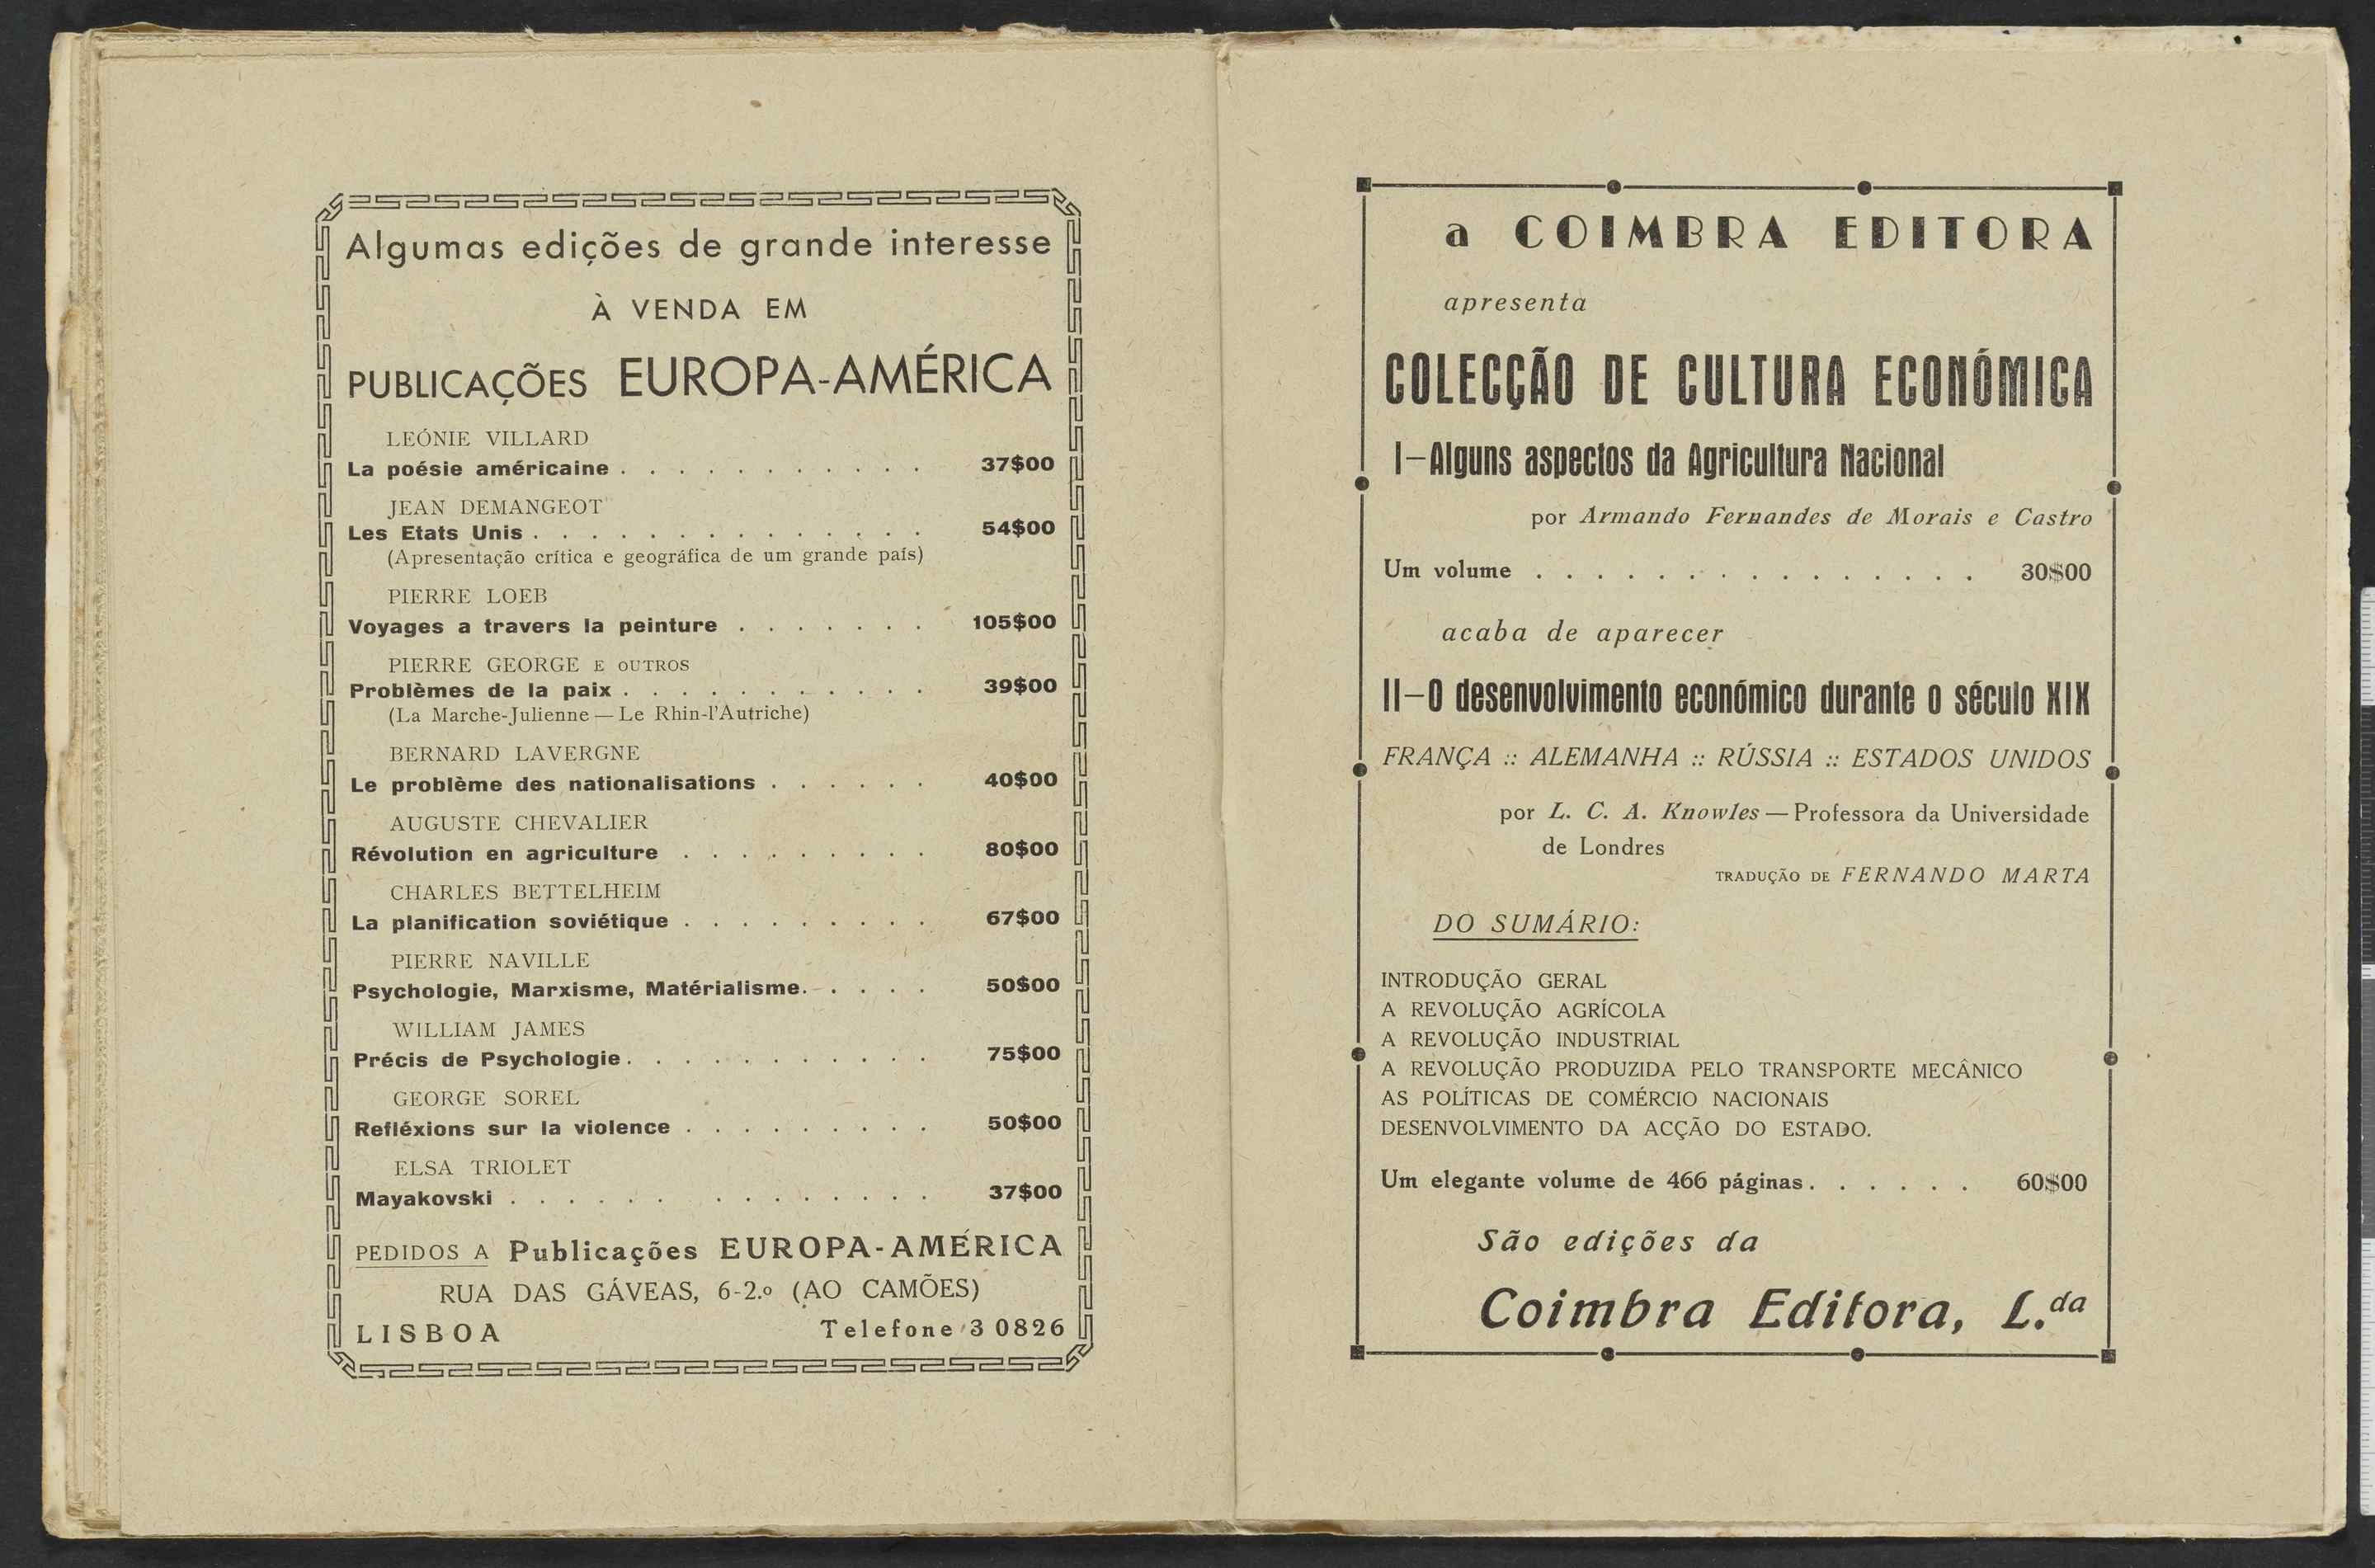 Algumas edições de grande interesse
À VENDA EM
PUBLICAÇÕES EUROPA-AMÉRICA
LEÓNIE VILLARD
La poésie américaine . . . . . . . . . . . 37$00
JEAN DEMANGEOT
Les Etats Unis . . . . . . . . . . . . . . 54$00
(Apresentação crítica e geográfica de um grande país)
PIERRE LOEB
Voyages a travers la peinture . . . . . . . 105$00
PIERRE GEORGE E OUTROS
Problèmes de la paix . . . . . . . . . . . 39$00
(La Marche-Julienne — Le Rhin-l'Autriche)
BERNARD LAVERGNE
Le problème des nationalisations . . . . . . 40$00
AUGUSTE CHEVALIER
Révolution en agriculture . . . . . . . . . 80$00
CHARLES BETTELHEIM
La planification soviétique . . . . . . . . . 67$00
PIERRE NAVILLE
Psychologie, Marxisme, Matérialisme. . . . . 50$00
WILLIAM JAMES
Précis de Psychologie . . . . . . . . . . . 75$00
GEORGE SOREL
Refléxions sur la violence . . . . . . . . . 50$00
ELSA TRIOLET
Mayakovski . . . . . . . . . . . . . . 37$00
PEDIDOS A Publicações EUROPA-AMÉRICA
RUA DAS GÁVEAS, 6-2.º (AO CAMÕES)
LISBOA Telefone 3 0826
a COIMBRA EDITORA
apresenta
COLECÇÃO DE CULTURA ECONÓMICA
I—Alguns aspectos da Agricultura Nacional
por Armando Fernandes de Morais e Castro
Um volume . . . . . . . . . . . . . . . 30$00
acaba de aparecer
II—O desenvolvimento económico durante o século XIX
FRANÇA :: ALEMANHA :: RÚSSIA :: ESTADOS UNIDOS
por L. C. A. Knowles — Professora da Universidade
de Londres
TRADUÇÃO DE FERNANDO MARTA
DO SUMÁRIO:
INTRODUÇÃO GERAL
A REVOLUÇÃO AGRÍCOLA
A REVOLUÇÃO INDUSTRIAL
A REVOLUÇÃO PRODUZIDA PELO TRANSPORTE MECÂNICO
AS POLÍTICAS DE COMÉRCIO NACIONAIS
DESENVOLVIMENTO DA ACÇÃO DO ESTADO.
Um elegante volume de 466 páginas. . . . . . 60$00
São edições da
Coimbra Editora, L.da